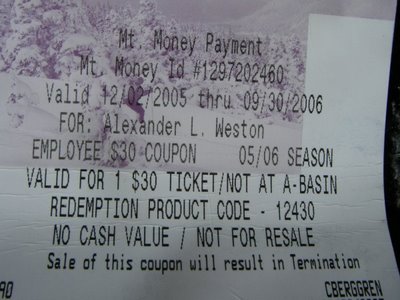 Mt. Money Payment
Mt. Money Id #1297202460
Valid 12/02/2005 thru 09/30/2006
FOR: Alexander L. Weston
EMPLOYEE $30 COUPON 05/06 SEASON
VALID FOR 1 $30 TICKET/NOT AT A-BASIN
REDEMPTION PRODUCT CODE - 12430
NO CASH VALUE / NOT FOR RESALE
Sale of this coupon will result in Termination
CBERGGREN